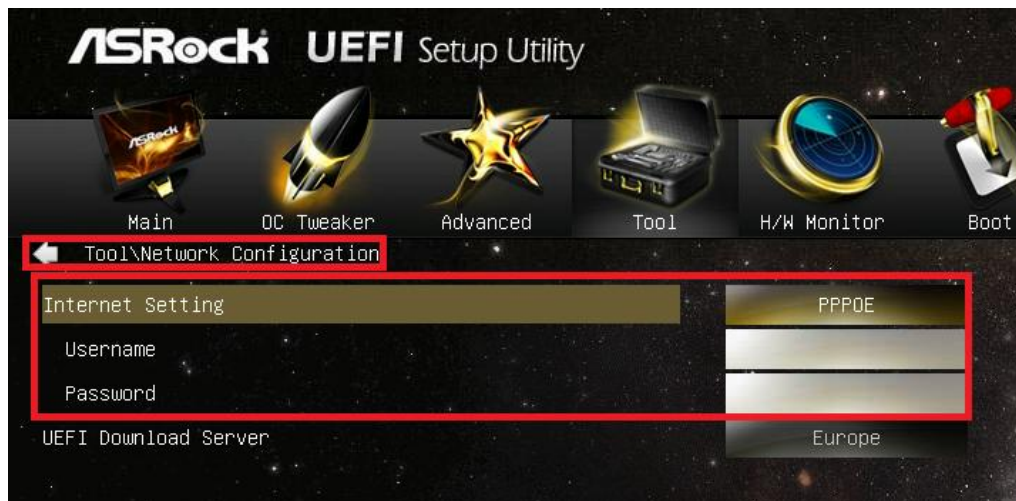 ASRock UEFI Setup Utility
ASRock
Main OC Tweaker Advanced Tool H/W Monitor Boot
Tool\Network Configuration
Internet Setting PPPOE
Username
Password
UEFI Download Server Europe